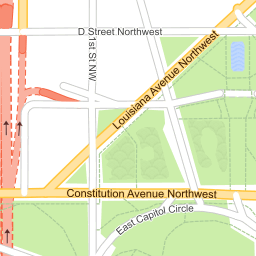 D Street Northwest
1st St NW
Louisiana Avenue Northwest
Constitution Avenue Northwest
East Capitol Circle